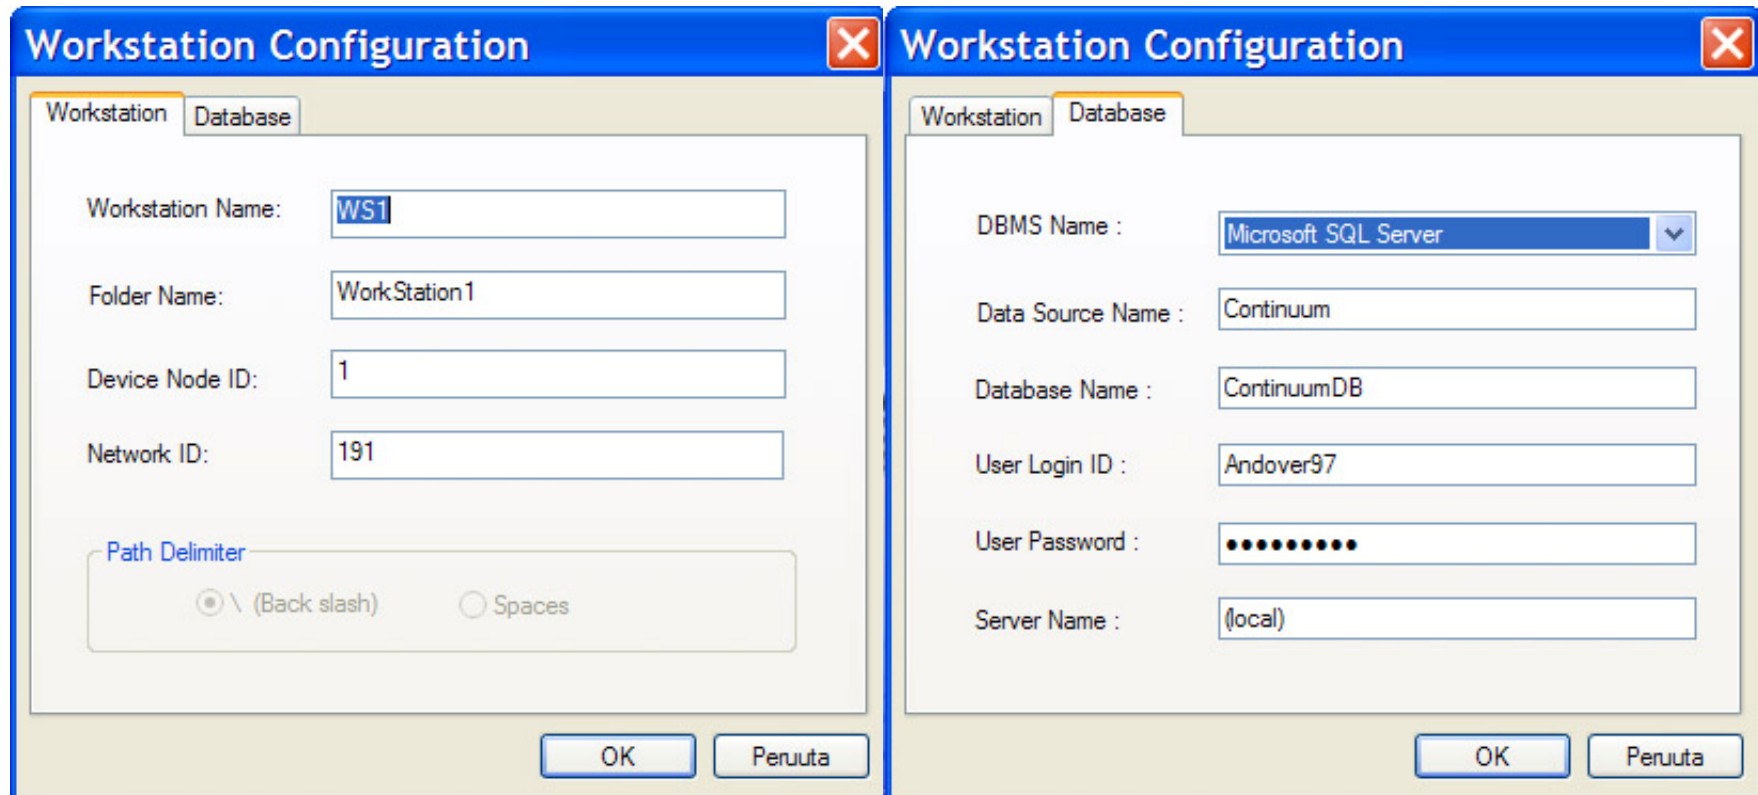 Workstation Configuration
Workstation Database
Workstation Name: WS1
Folder Name: WorkStation1
Device Node ID: 1
Network ID: 191
Path Delimiter
\ (Back slash) Spaces
OK Peruuta
Workstation Configuration
Workstation Database
DBMS Name : Microsoft SQL Server
Data Source Name : Continuum
Database Name : ContinuumDB
User Login ID : Andover97
User Password : ●●●●●●●●●
Server Name : (local)
OK Peruuta